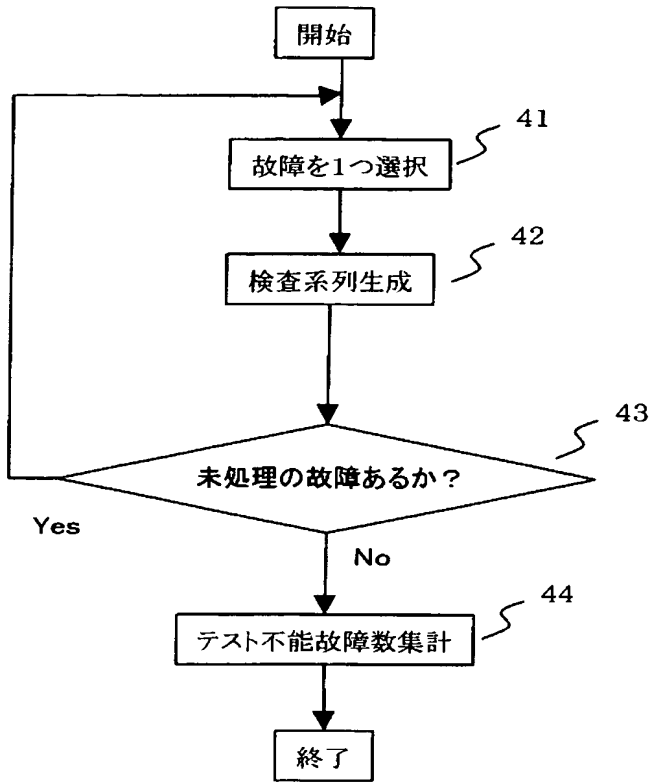 開始
41
故障を1つ選択
42
検査系列生成
43
未処理の故障あるか？
Yes
No
44
テスト不能故障数集計
終了